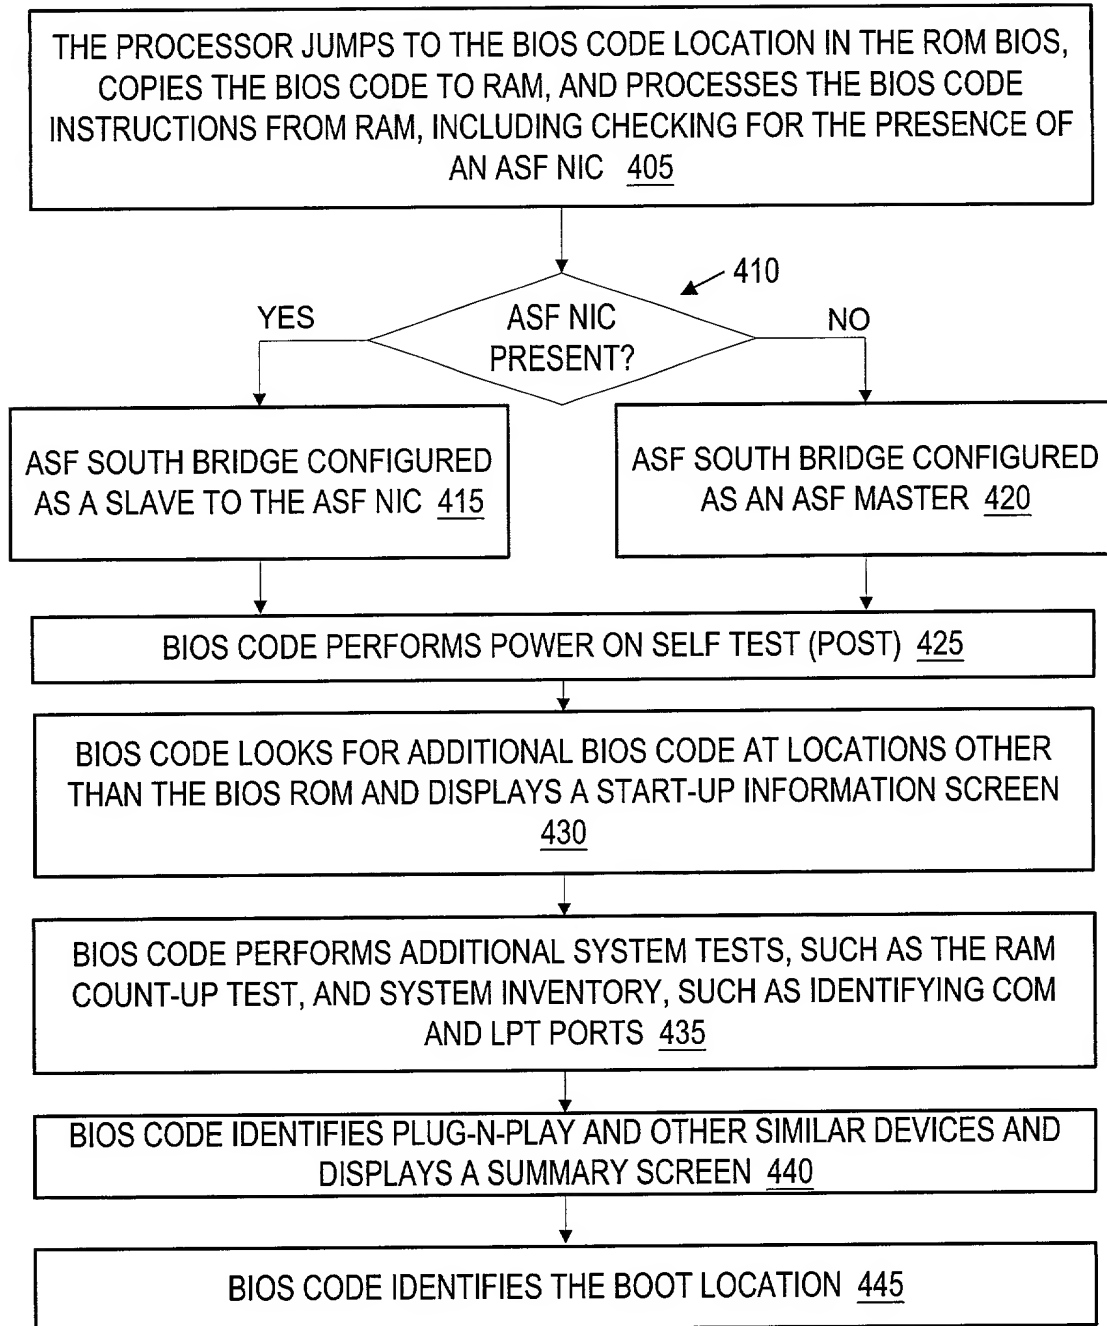 THE PROCESSOR JUMPS TO THE BIOS CODE LOCATION IN THE ROM BIOS,
COPIES THE BIOS CODE TO RAM, AND PROCESSES THE BIOS CODE
INSTRUCTIONS FROM RAM, INCLUDING CHECKING FOR THE PRESENCE OF
AN ASF NIC 405
410
YES
ASF NIC
PRESENT?
NO
ASF SOUTH BRIDGE CONFIGURED
AS A SLAVE TO THE ASF NIC 415
ASF SOUTH BRIDGE CONFIGURED
AS AN ASF MASTER 420
BIOS CODE PERFORMS POWER ON SELF TEST (POST) 425
BIOS CODE LOOKS FOR ADDITIONAL BIOS CODE AT LOCATIONS OTHER
THAN THE BIOS ROM AND DISPLAYS A START-UP INFORMATION SCREEN
430
BIOS CODE PERFORMS ADDITIONAL SYSTEM TESTS, SUCH AS THE RAM
COUNT-UP TEST, AND SYSTEM INVENTORY, SUCH AS IDENTIFYING COM
AND LPT PORTS 435
BIOS CODE IDENTIFIES PLUG-N-PLAY AND OTHER SIMILAR DEVICES AND
DISPLAYS A SUMMARY SCREEN 440
BIOS CODE IDENTIFIES THE BOOT LOCATION 445